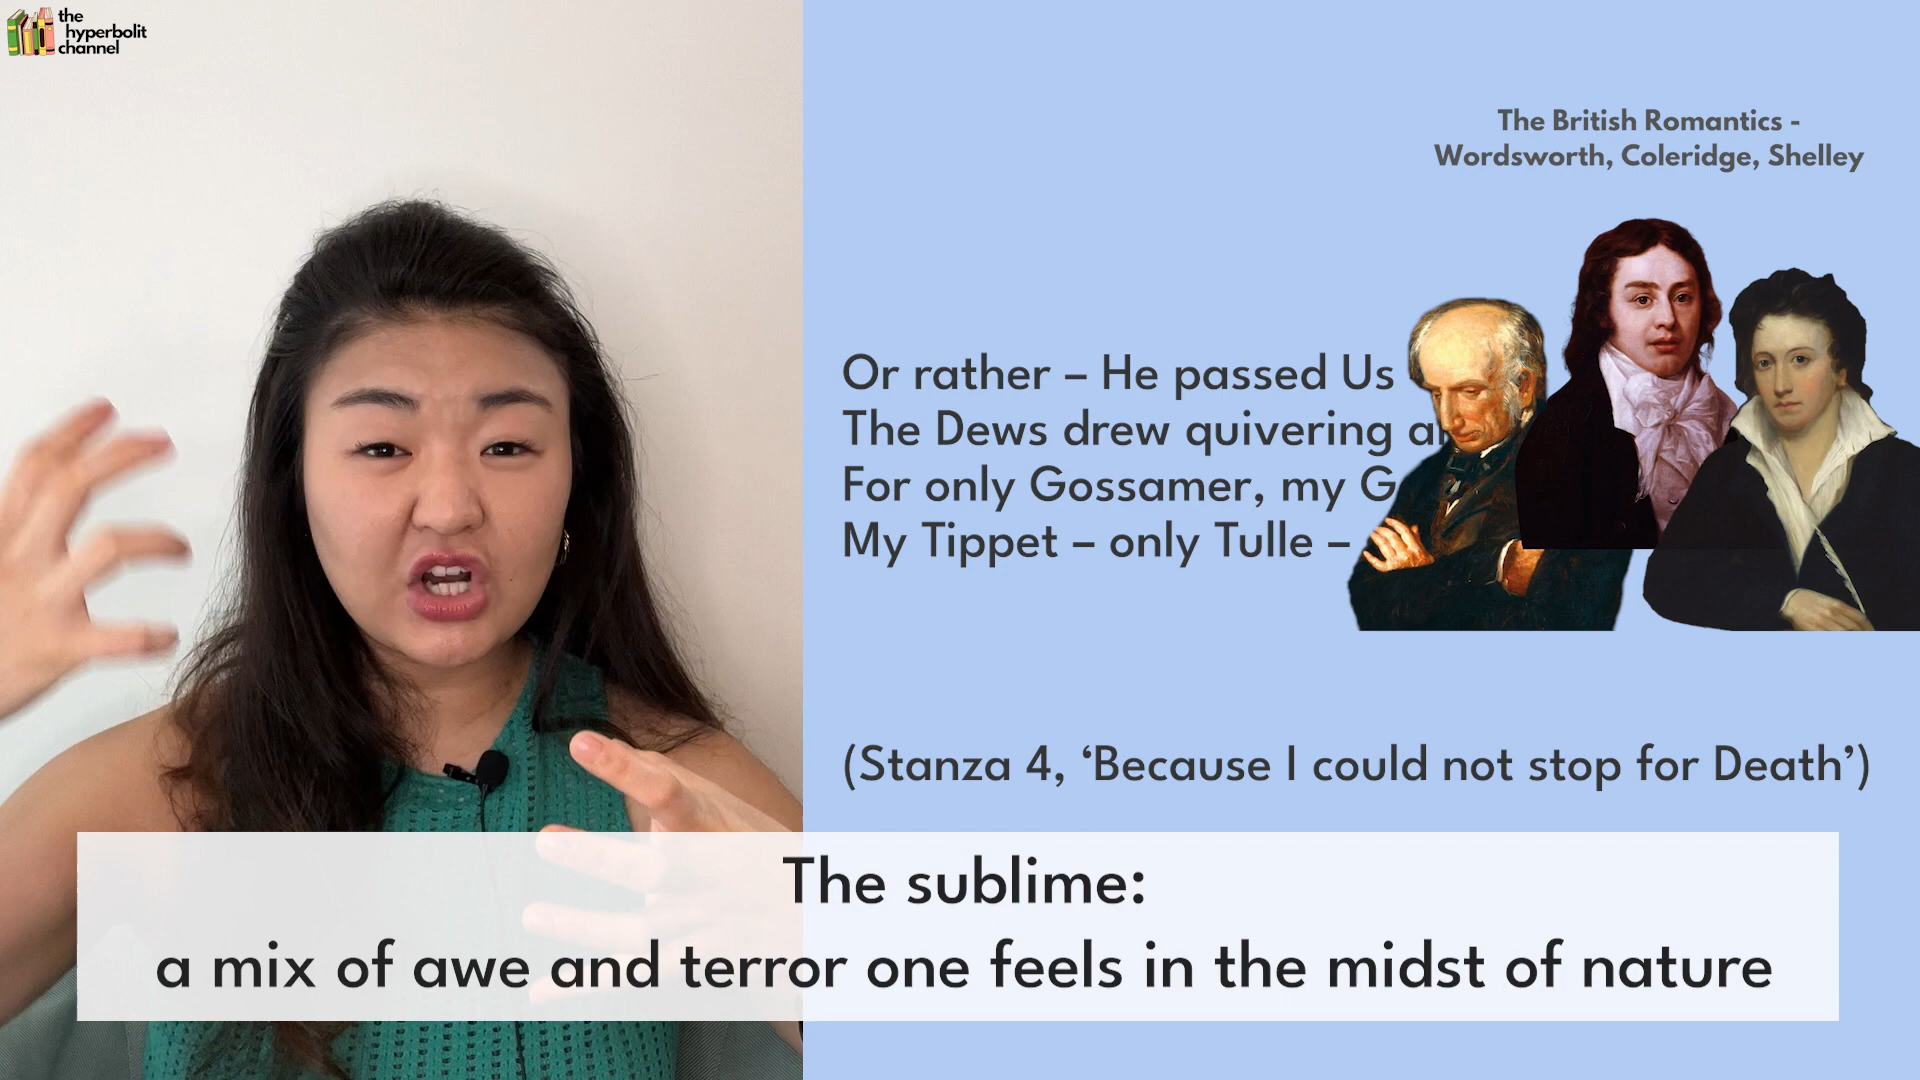 the
hyperbolit
channel
The British Romantics -
Wordsworth, Coleridge, Shelley
Or rather – He passed Us
The Dews drew quivering
For only Gossamer, my
My Tippet – only Tulle –
(Stanza 4, ‘Because I could not stop for Death’)
The sublime:
a mix of awe and terror one feels in the midst of nature